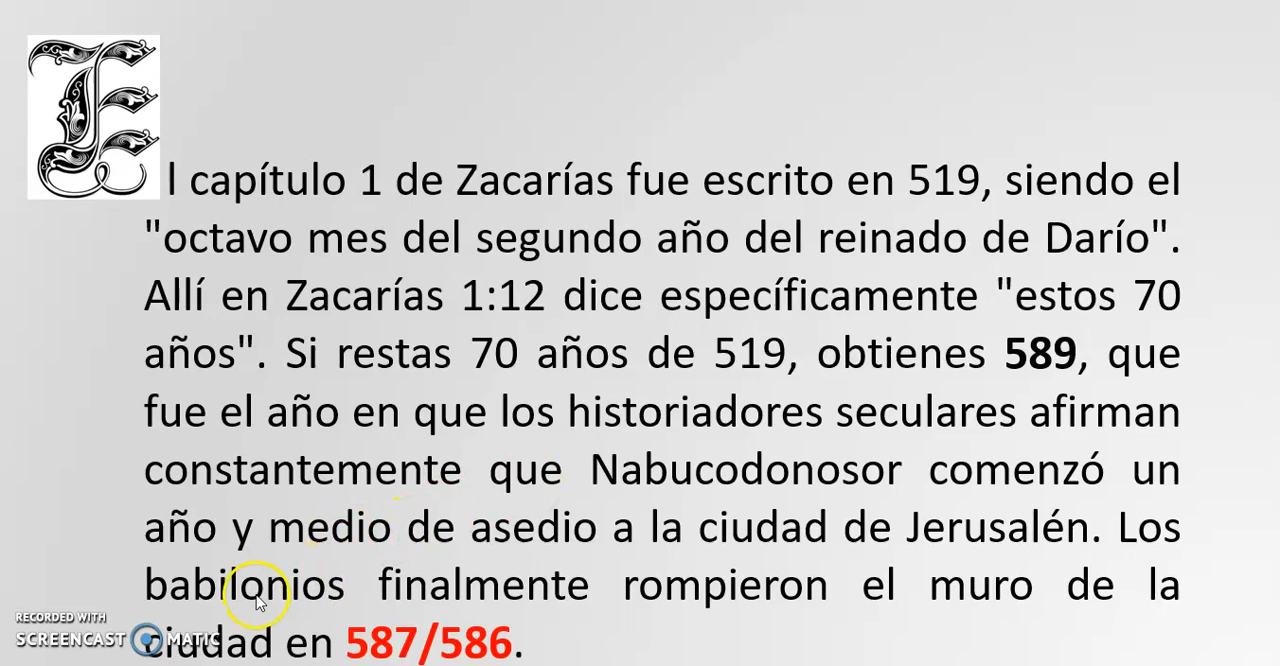 El capítulo 1 de Zacarías fue escrito en 519, siendo el
"octavo mes del segundo año del reinado de Darío".
Allí en Zacarías 1:12 dice específicamente "estos 70
años". Si restas 70 años de 519, obtienes 589, que
fue el año en que los historiadores seculares afirman
constantemente que Nabucodonosor comenzó un
año y medio de asedio a la ciudad de Jerusalén. Los
babilonios finalmente rompieron el muro de la
ciudad en 587/586.
RECORDED WITH
SCREENCAST MATIC